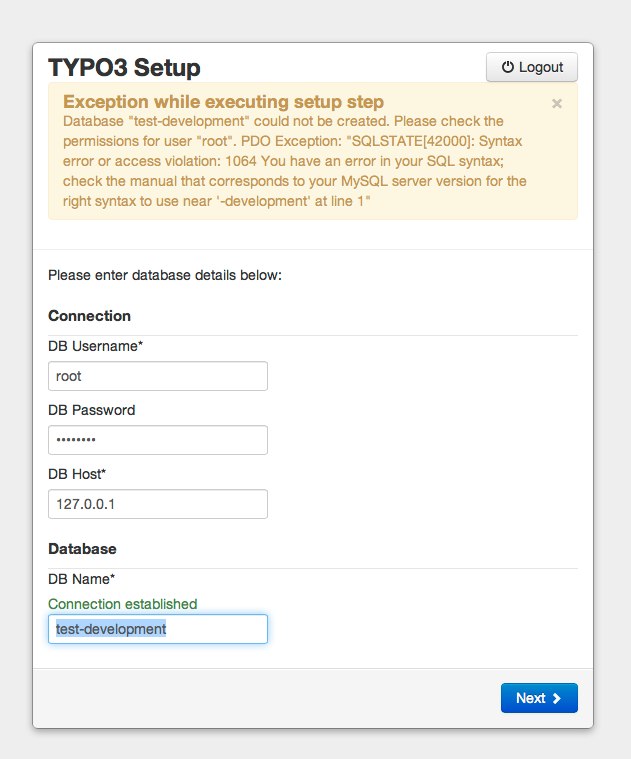 TYPO3 Setup
Logout
Exception while executing setup step
×
Database "test-development" could not be created. Please check the
permissions for user "root". PDO Exception: "SQLSTATE[42000]: Syntax
error or access violation: 1064 You have an error in your SQL syntax;
check the manual that corresponds to your MySQL server version for the
right syntax to use near '-development' at line 1"
Please enter database details below:
Connection
DB Username*
root
DB Password
••••••••
DB Host*
127.0.0.1
Database
DB Name*
Connection established
test-development
Next